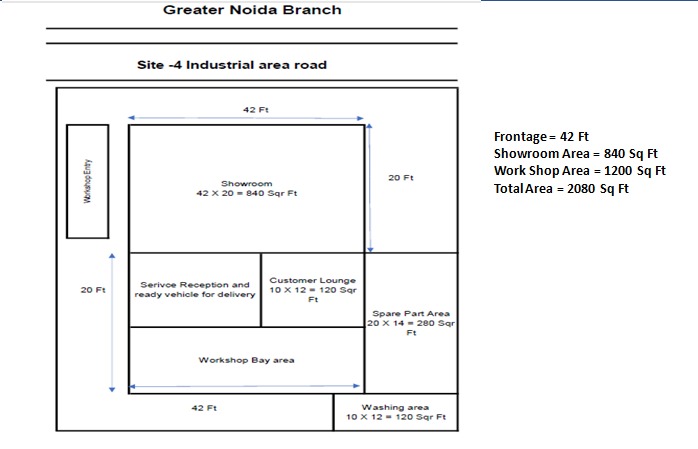 Greater Noida Branch
Site -4 Industrial area road
42 Ft
Workshop Entry
Showroom
42 X 20 = 840 Sqr Ft
20 Ft
Frontage = 42 Ft
Showroom Area = 840 Sq Ft
Work Shop Area = 1200 Sq Ft
Total Area = 2080 Sq Ft
20 Ft
Serivce Reception and
ready vehicle for delivery
Customer Lounge
10 X 12 = 120 Sqr
Ft
Spare Part Area
20 X 14 = 280 Sqr
Ft
Workshop Bay area
42 Ft
Washing area
10 X 12 = 120 Sqr Ft